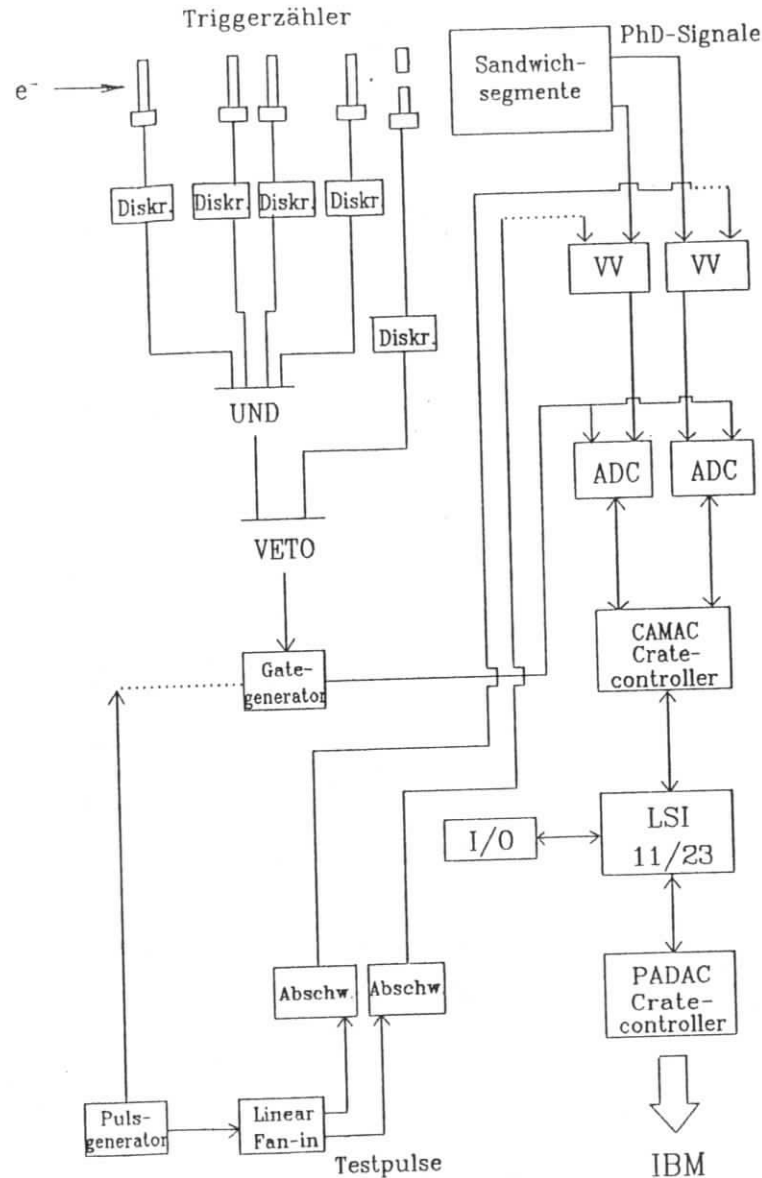 Triggerzähler
PhD-Signale
e⁻
Sandwich-
segmente
Diskr.
Diskr.
Diskr.
Diskr.
VV
VV
Diskr.
UND
ADC
ADC
VETO
CAMAC
Crate-
controller
Gate-
generator
LSI
11/23
I/O
Abschw.
Abschw.
PADAC
Crate-
controller
Puls-
generator
Linear
Fan-in
Testpulse
IBM